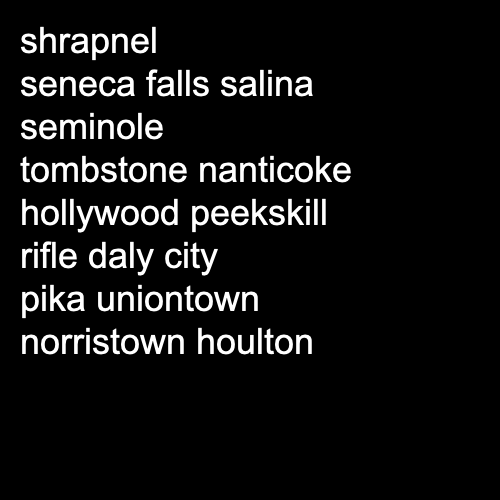 shrapnel
seneca falls salina
seminole
tombstone nanticoke
hollywood peekskill
rifle daly city
pika uniontown
norristown houlton